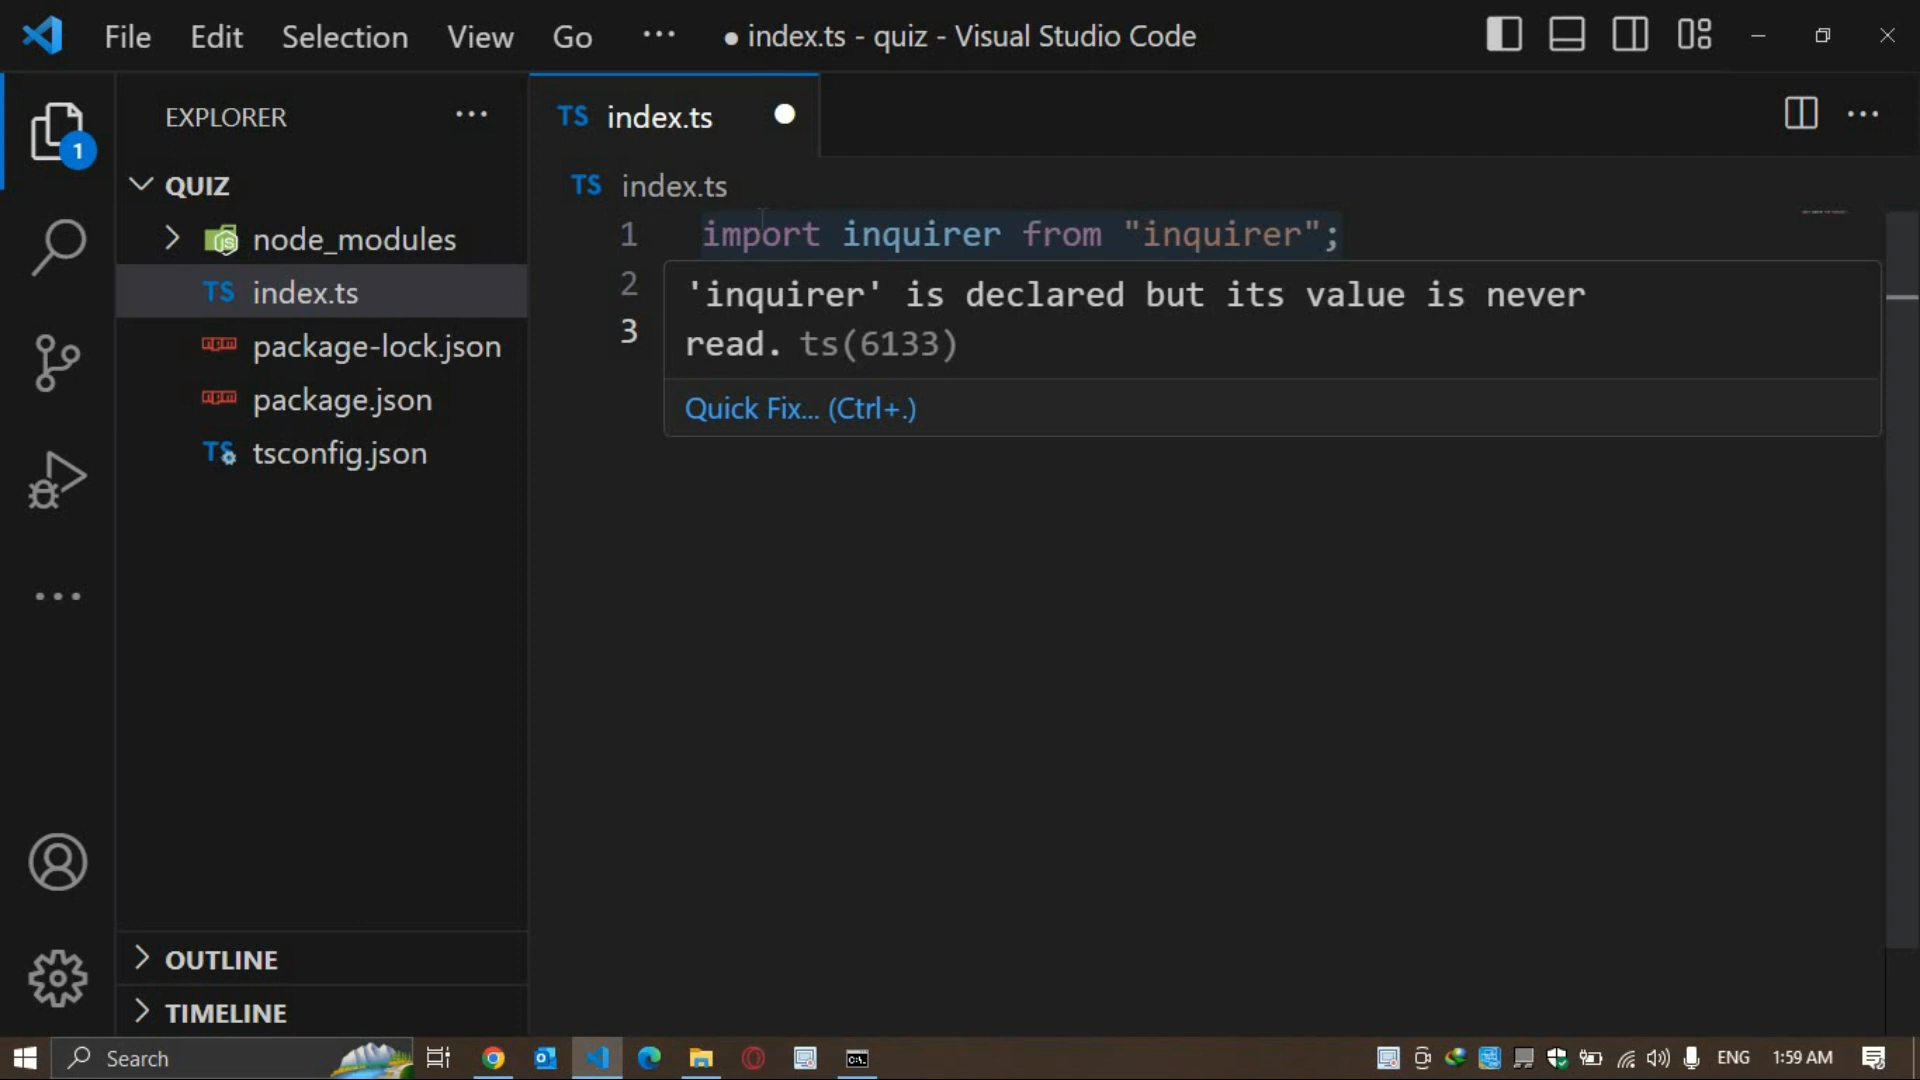 File Edit Selection View Go ··· ● index.ts - quiz - Visual Studio Code
EXPLORER ···
TS index.ts
1
QUIZ
TS index.ts
node_modules
TS index.ts
package-lock.json
package.json
TS tsconfig.json
1 import inquirer from "inquirer";
2
3
'inquirer' is declared but its value is never
read. ts(6133)
Quick Fix... (Ctrl+.)
OUTLINE
TIMELINE
Search
ENG 1:59 AM